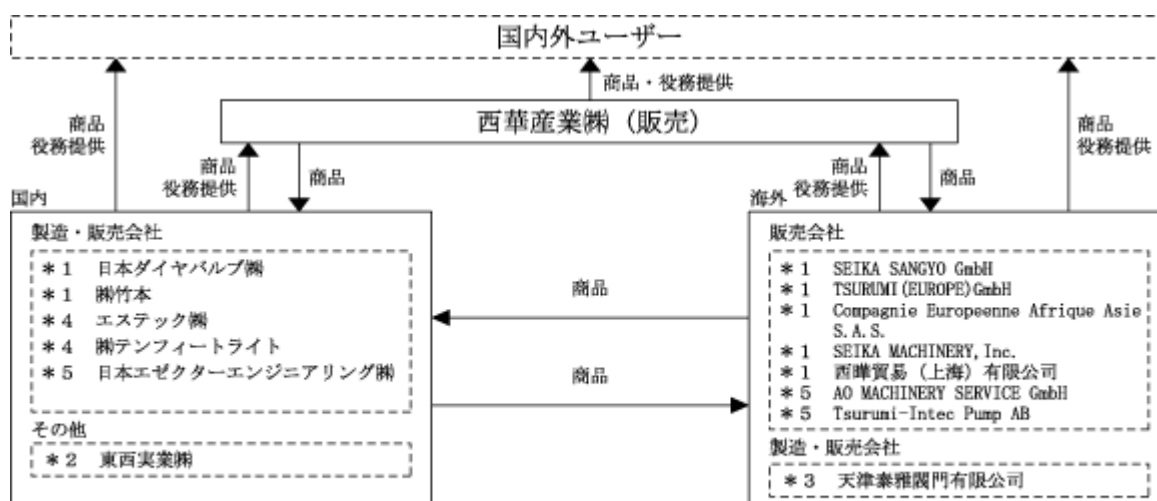 国内外ユーザー
商品・役務提供
商品
役務提供
西華産業㈱（販売）
商品
役務提供
商品
役務提供
商品
商品
役務提供
商品
国内
製造・販売会社
＊1 日本ダイヤバルブ㈱
＊1 ㈱竹本
＊4 エステック㈱
＊4 ㈱テンフィートライト
＊5 日本エゼクターエンジニアリング㈱
その他
＊2 東西実業㈱
商品
商品
海外
販売会社
＊1 SEIKA SANGYO GmbH
＊1 TSURUMI(EUROPE)GmbH
＊1 Compagnie Europeenne Afrique Asie
S.A.S.
＊1 SEIKA MACHINERY,Inc.
＊1 西曄貿易（上海）有限公司
＊5 AO MACHINERY SERVICE GmbH
＊5 Tsurumi-Intec Pump AB
製造・販売会社
＊3 天津泰雅閥門有限公司